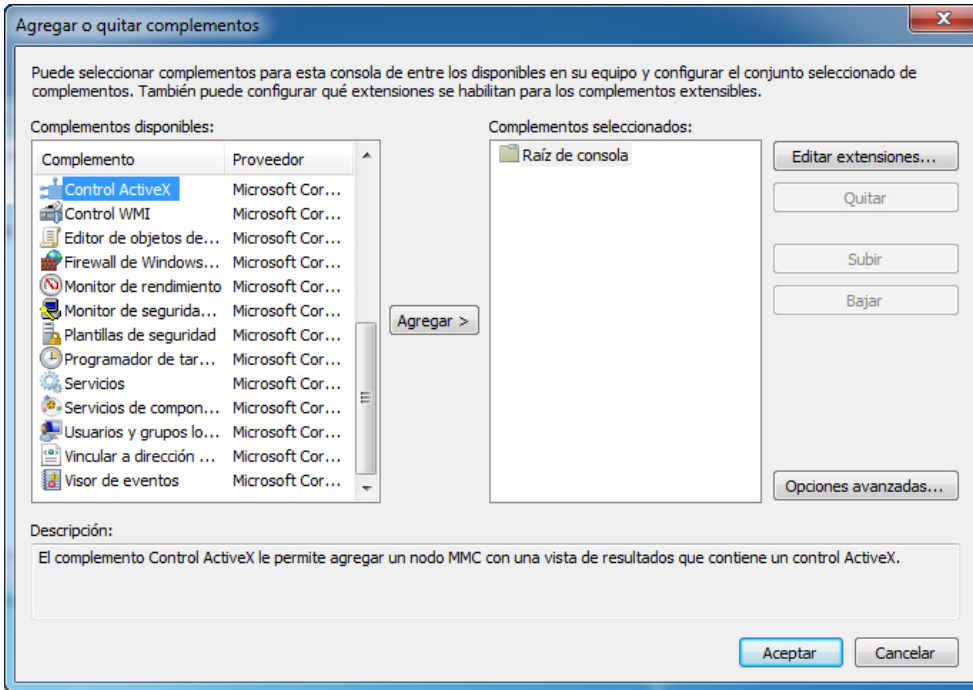 Agregar o quitar complementos
Puede seleccionar complementos para esta consola de entre los disponibles en su equipo y configurar el conjunto seleccionado de
complementos. También puede configurar qué extensiones se habilitan para los complementos extensibles.
Complementos disponibles:
Complemento Proveedor
Control ActiveX Microsoft Cor...
Control WMI Microsoft Cor...
Editor de objetos de... Microsoft Cor...
Firewall de Windows... Microsoft Cor...
Monitor de rendimiento Microsoft Cor...
Monitor de segurida... Microsoft Cor...
Plantillas de seguridad Microsoft Cor...
Programador de tar... Microsoft Cor...
Servicios Microsoft Cor...
Servicios de compon... Microsoft Cor...
Usuarios y grupos lo... Microsoft Cor...
Vincular a dirección ... Microsoft Cor...
Visor de eventos Microsoft Cor...
Agregar >
Complementos seleccionados:
Raíz de consola
Editar extensiones...
Quitar
Subir
Bajar
Opciones avanzadas...
Descripción:
El complemento Control ActiveX le permite agregar un nodo MMC con una vista de resultados que contiene un control ActiveX.
Aceptar
Cancelar